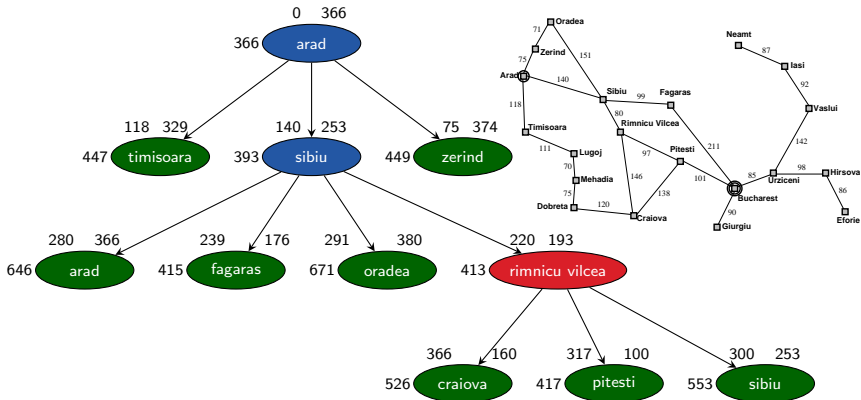 0 366
366 arad
118 329
447 timisoara
140 253
393 sibiu
75 374
449 zerind
280 366
646 arad
239 176
415 fagaras
291 380
671 oradea
220 193
413 rimnicu vilcea
366 160
526 craiova
317 100
417 pitesti
300 253
553 sibiu
Oradea
71
Zerind
75
151
Arad
140
118
Sibiu
99
Fagaras
80
Timisoara
Rimnicu Vilcea
111
Lugoj
70
Mehadia
75
Dobreta
120
146
97
Pitesti
138
Craiova
211
101
Bucharest
90
Giurgiu
85
Urziceni
98
Hirsova
86
Eforie
142
Vaslui
92
Iasi
87
Neamt